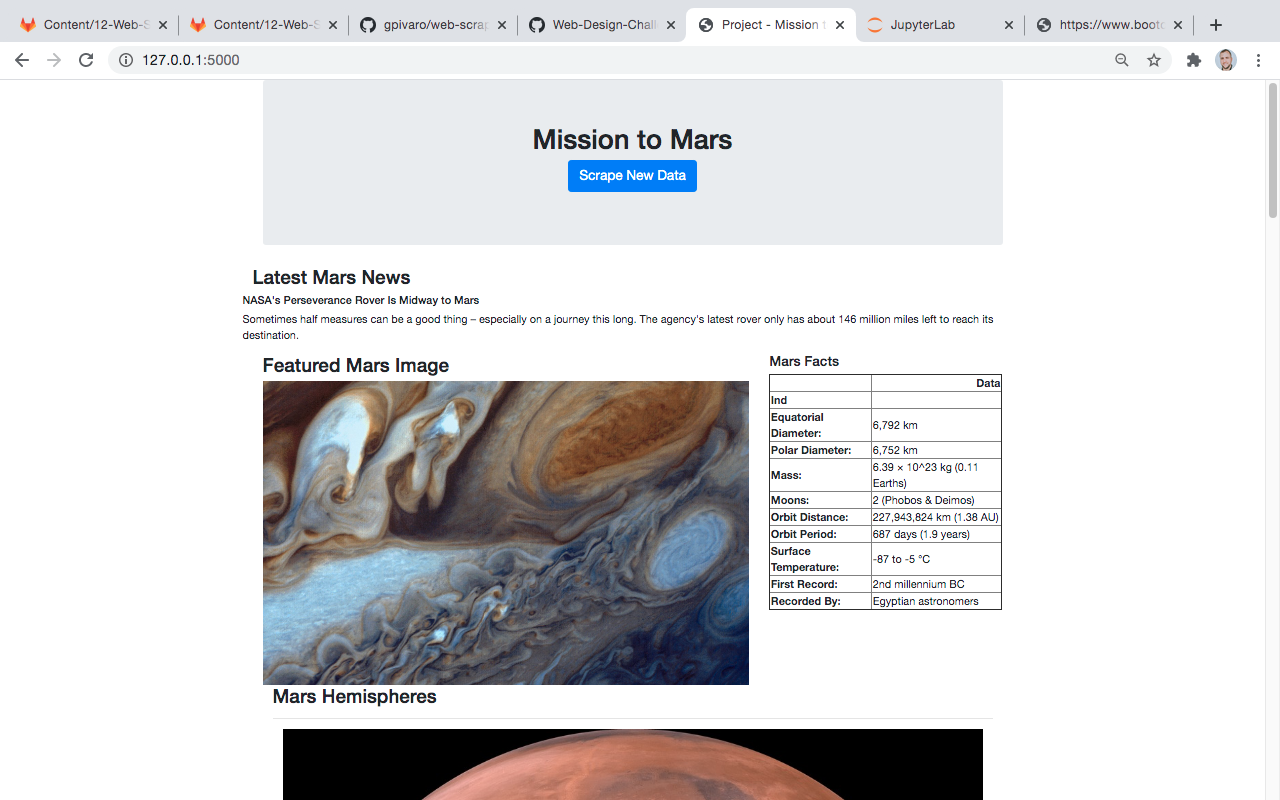 Content/12-Web-S
Content/12-Web-S
gpivaro/web-scrap
Web-Design-Chall
Project - Mission t
JupyterLab
https://www.bootc
127.0.0.1:5000
Mission to Mars
Scrape New Data
Latest Mars News
NASA's Perseverance Rover Is Midway to Mars
Sometimes half measures can be a good thing – especially on a journey this long. The agency's latest rover only has about 146 million miles left to reach its
destination.
Featured Mars Image
Mars Facts
Data
Ind
Equatorial
Diameter:
6,792 km
Polar Diameter:
6,752 km
Mass:
6.39 × 10^23 kg (0.11
Earths)
Moons:
2 (Phobos & Deimos)
Orbit Distance:
227,943,824 km (1.38 AU)
Orbit Period:
687 days (1.9 years)
Surface
Temperature:
-87 to -5 °C
First Record:
2nd millennium BC
Recorded By:
Egyptian astronomers
Mars Hemispheres